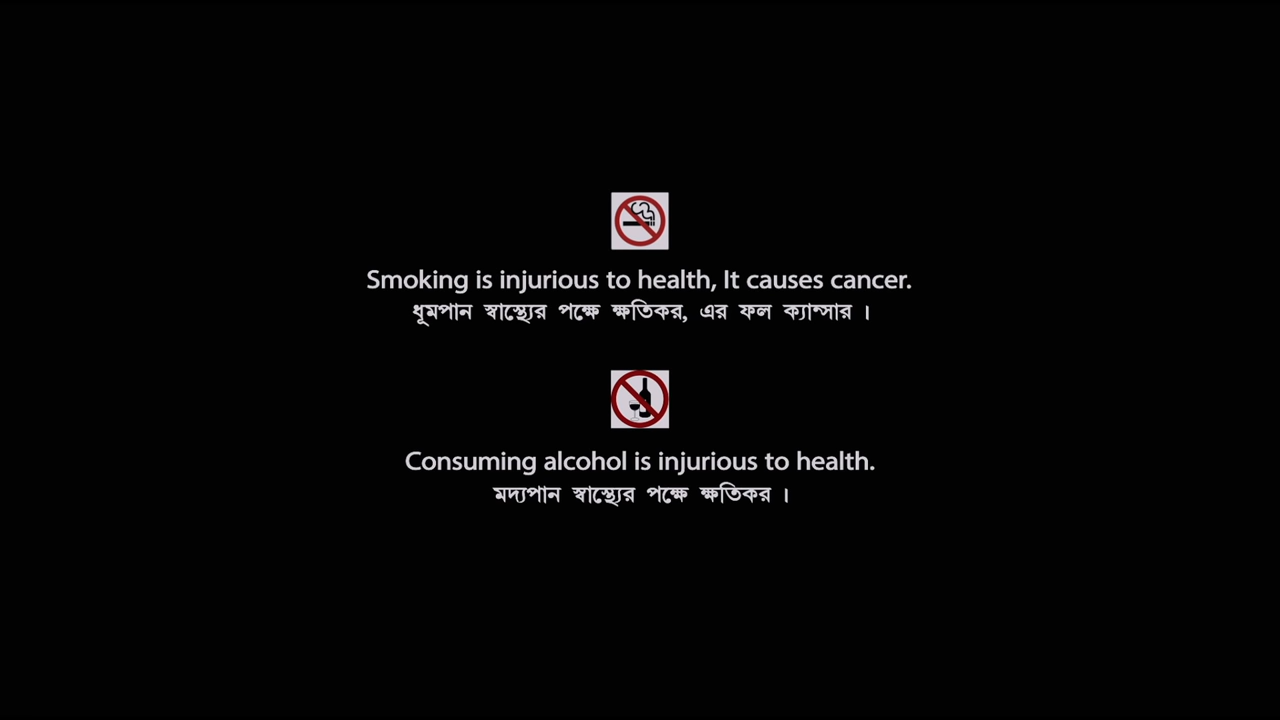 Smoking is injurious to health, It causes cancer.
ধূমপান স্বাস্থ্যের পক্ষে ক্ষতিকর, এর ফল ক্যান্সার ।
Consuming alcohol is injurious to health.
মদ্যপান স্বাস্থ্যের পক্ষে ক্ষতিকর ।